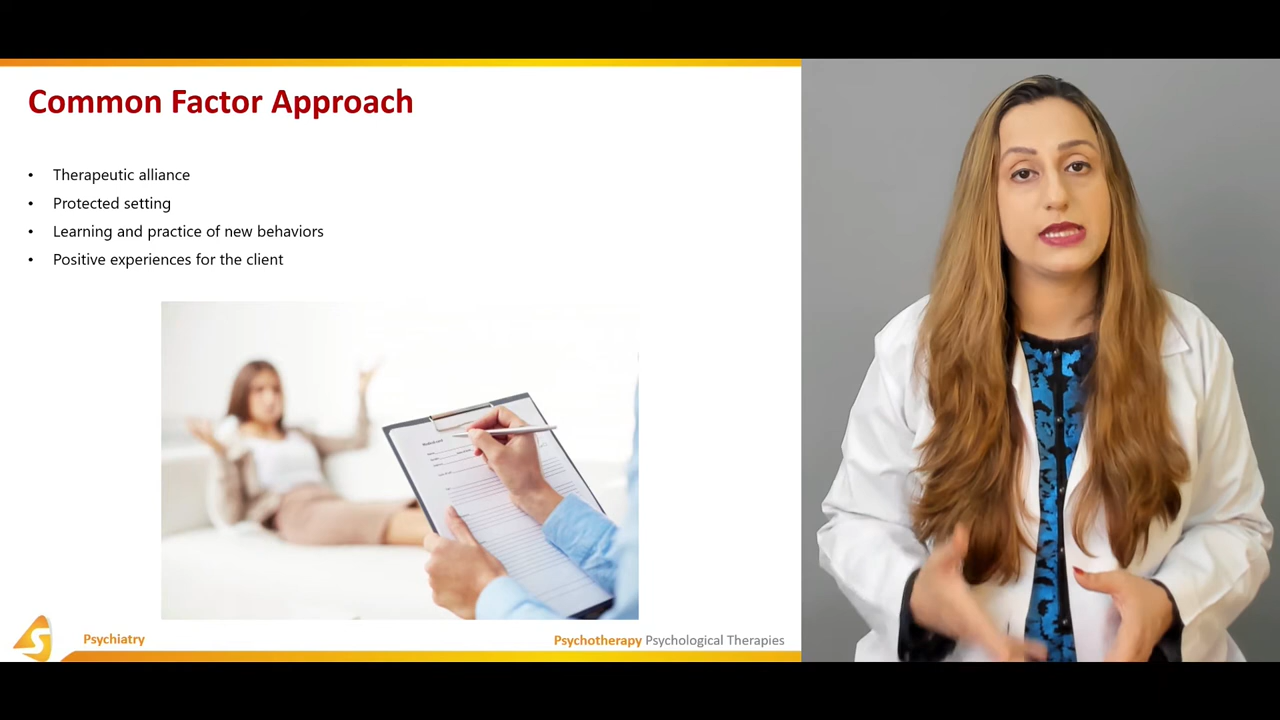 Common Factor Approach
• Therapeutic alliance
• Protected setting
• Learning and practice of new behaviors
• Positive experiences for the client
Psychiatry
Psychotherapy Psychological Therapies